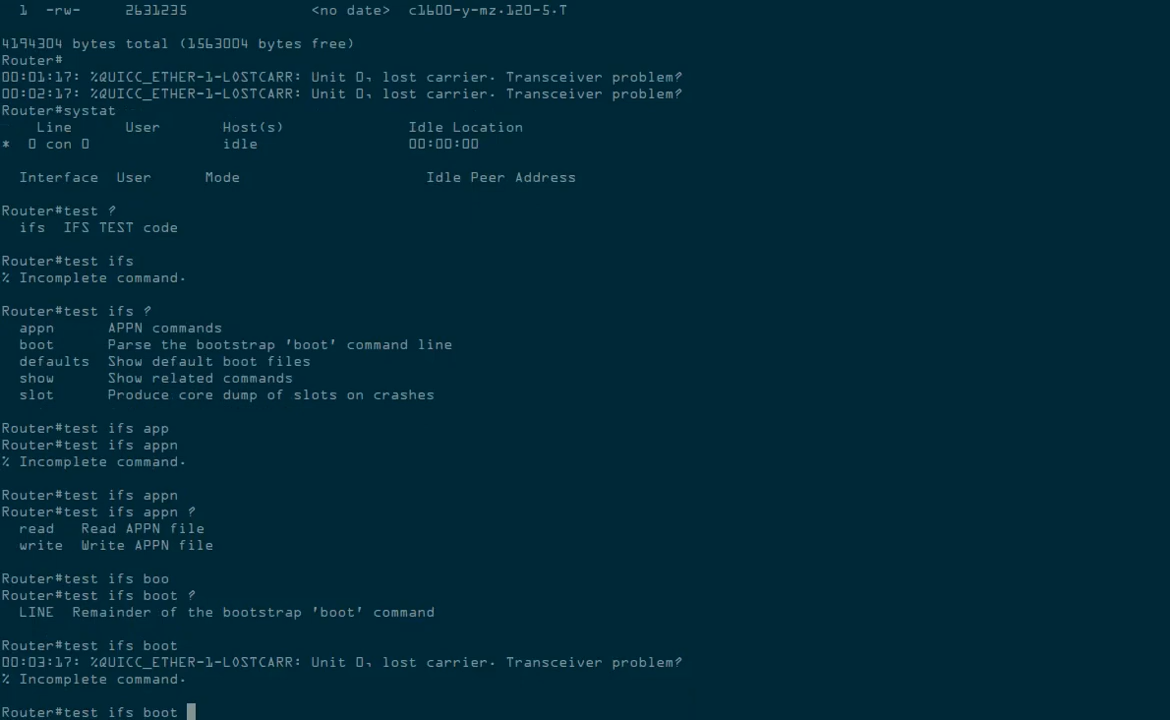 1  -rw-     2631235              <no date>  c1600-y-mz.120-5.T
4194304 bytes total (1563004 bytes free)
Router#
00:01:17: %QUICC_ETHER-1-LOSTCARR: Unit 0, lost carrier. Transceiver problem?
00:02:17: %QUICC_ETHER-1-LOSTCARR: Unit 0, lost carrier. Transceiver problem?
Router#systat
Line      User       Host(s)                  Idle Location
*  0 con 0               idle                 00:00:00
Interface  User      Mode                     Idle Peer Address
Router#test ?
ifs  IFS TEST code
Router#test ifs
% Incomplete command.
Router#test ifs ?
appn      APPN commands
boot      Parse the bootstrap 'boot' command line
defaults  Show default boot files
show      Show related commands
slot      Produce core dump of slots on crashes
Router#test ifs app
Router#test ifs appn
% Incomplete command.
Router#test ifs appn
Router#test ifs appn ?
read   Read APPN file
write  Write APPN file
Router#test ifs boo
Router#test ifs boot ?
LINE  Remainder of the bootstrap 'boot' command
Router#test ifs boot
00:03:17: %QUICC_ETHER-1-LOSTCARR: Unit 0, lost carrier. Transceiver problem?
% Incomplete command.
Router#test ifs boot